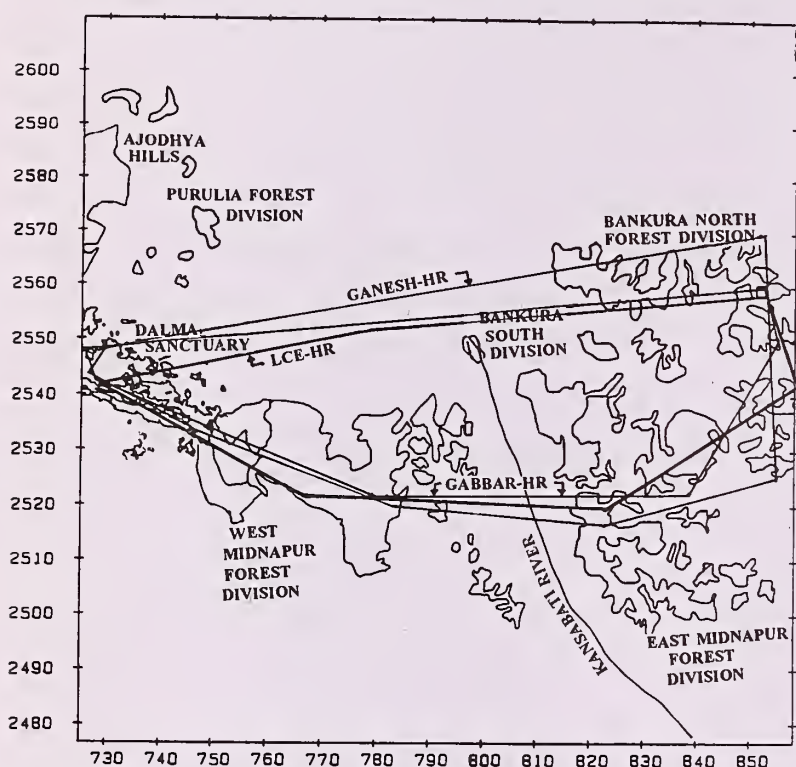 2600
2590
2580
2570
2560
2550
2540
2530
2520
2510
2500
2490
2480
AJODHYA
HILLS
PURULIA FOREST
DIVISION
BANKURA NORTH
FOREST DIVISION
GANESH-HR
DALMA
SANCTUARY
LCE-HR
BANKURA
SOUTH
DIVISION
GABBAR-HR
WEST
MIDNAPUR
FOREST
DIVISION
KANSABATI RIVER
EAST MIDNAPUR
FOREST
DIVISION
730 740 750 760 770 780 790 800 810 820 830 840 850